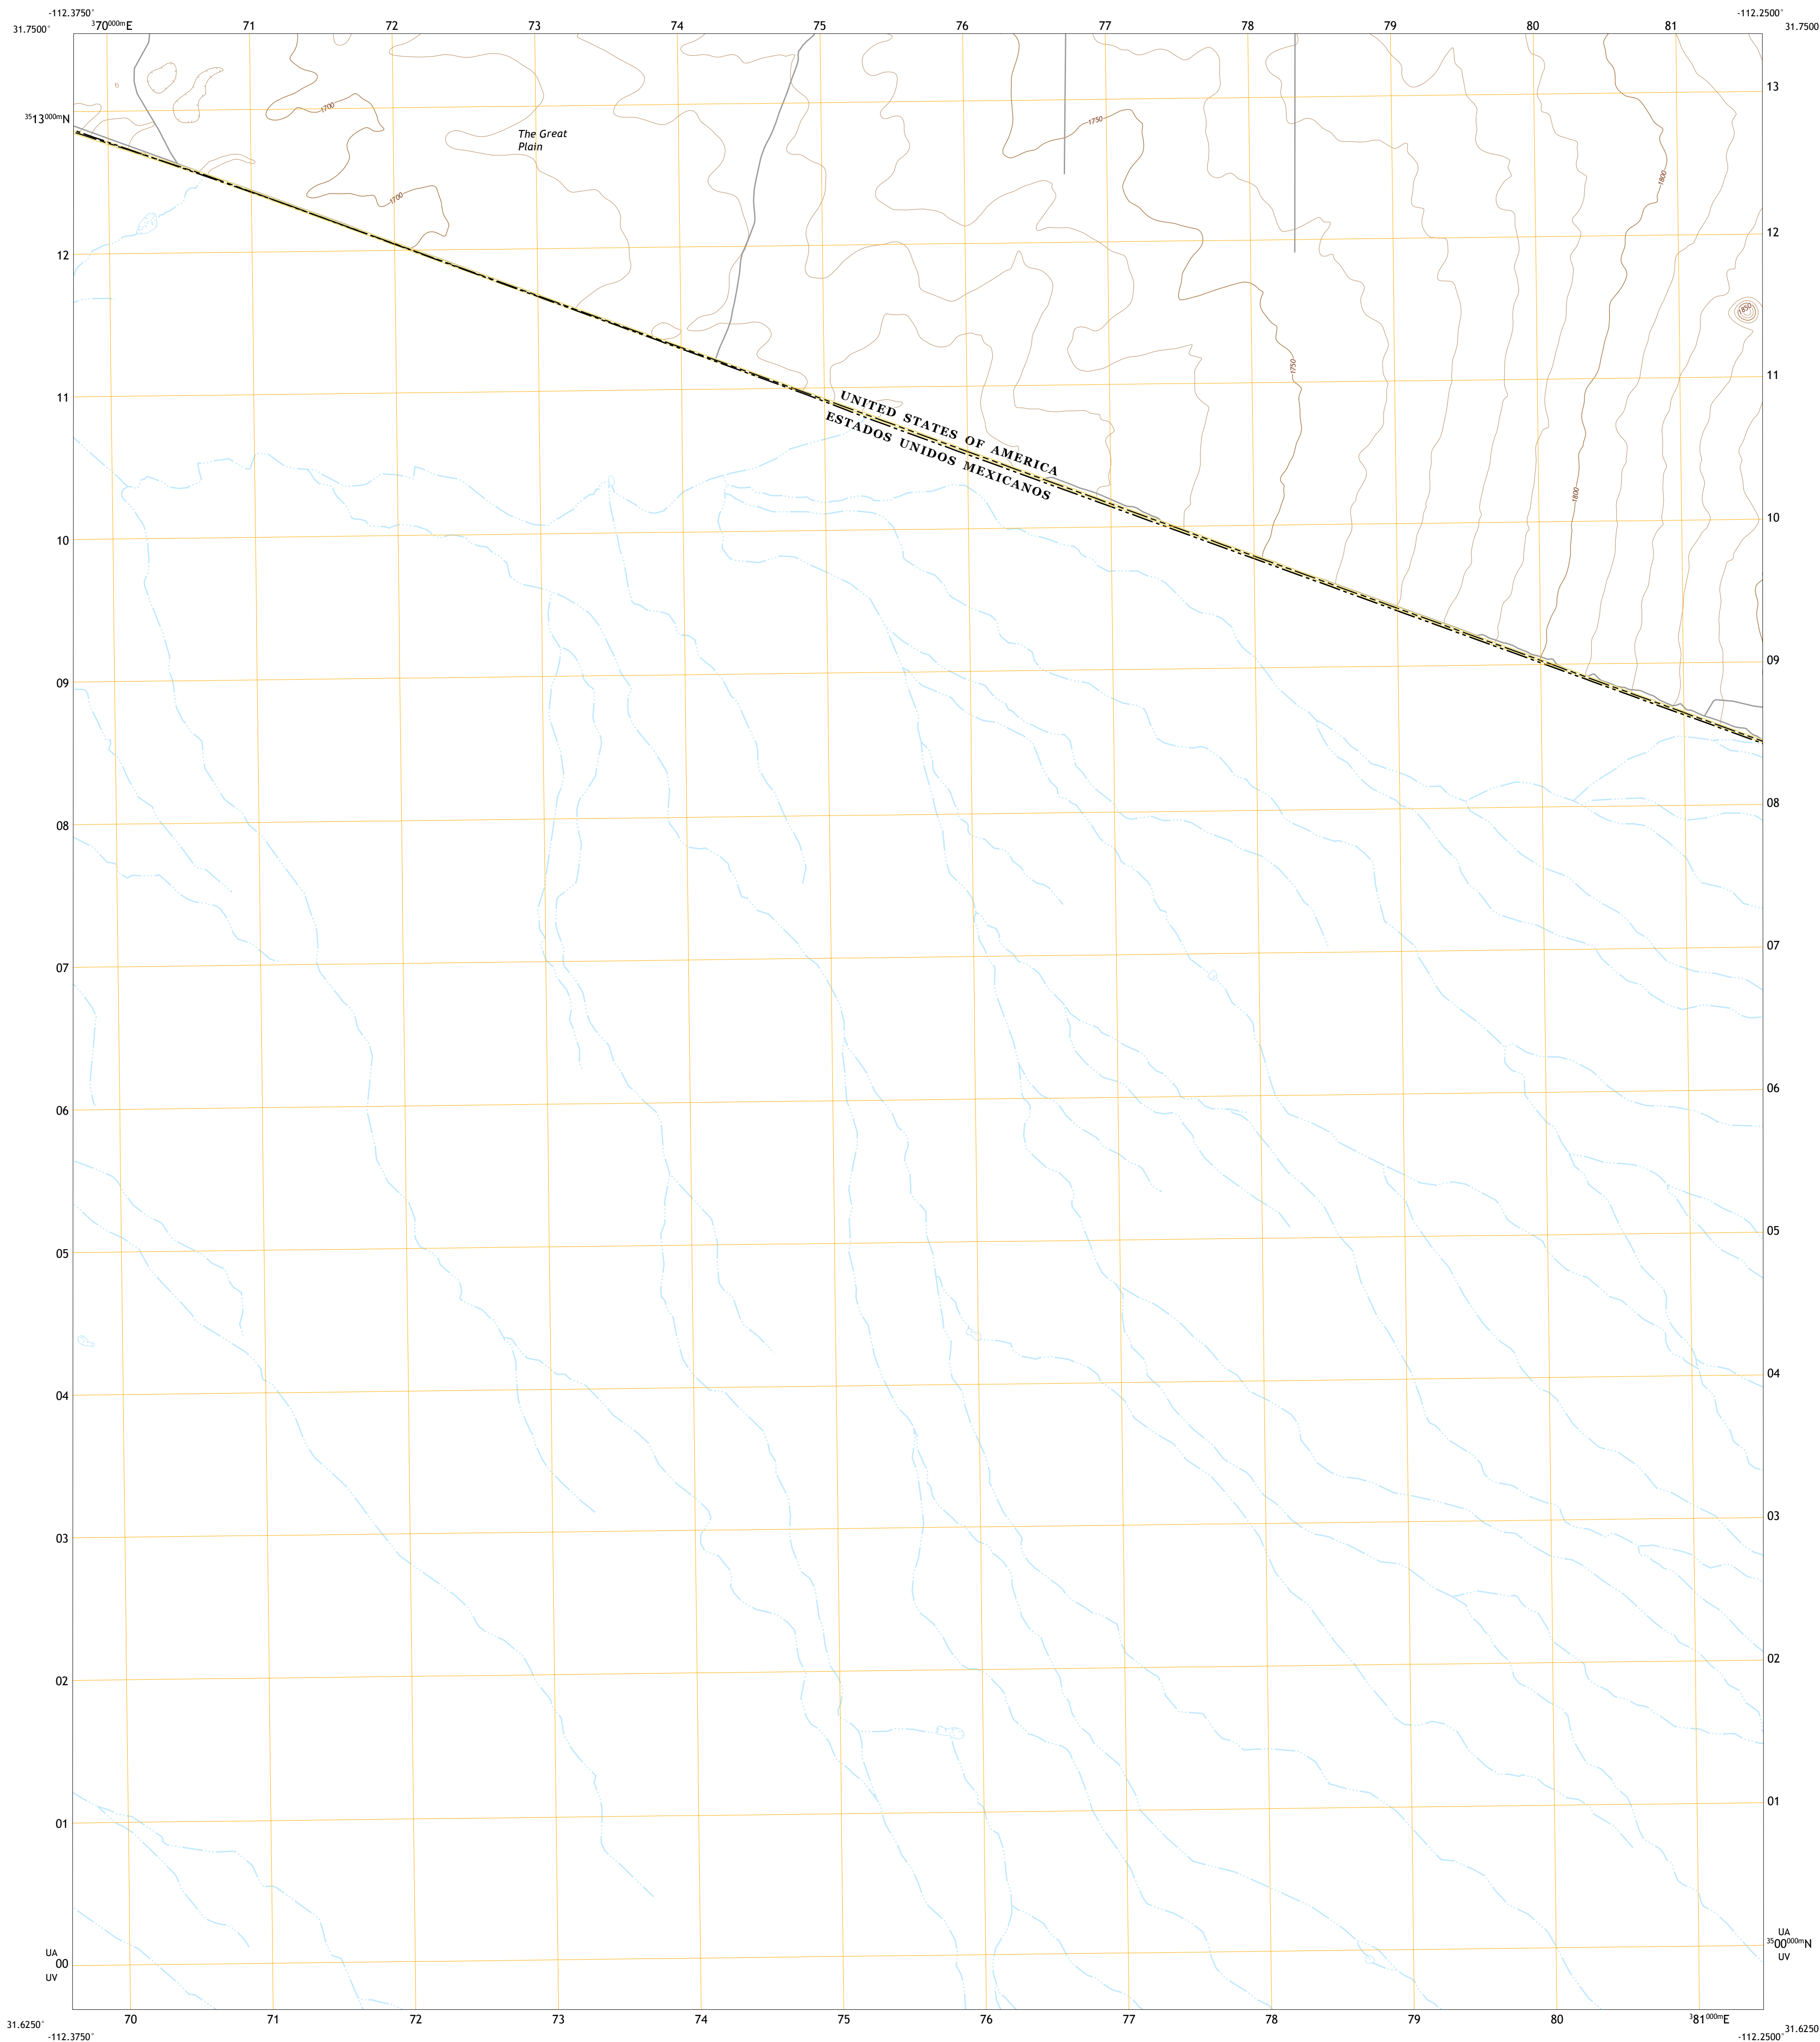 -112.3750° -112.2500°
31.7500° ³70⁰⁰⁰ᵐE 71 72 73 74 75 76 77 78 79 80 81 31.7500
13
³⁵13⁰⁰⁰ᵐN
1700
1750
The Great
Plain
1800
1700
12 12
1850
1750
11 11
UNITED STATES OF AMERICA
ESTADOS UNIDOS MEXICANOS
1800
10 10
09 09
08 08
07 07
06 06
05 05
04 04
03 03
02 02
01 01
UA UA
00 ³⁵00⁰⁰⁰ᵐN
UV UV
70 71 72 73 74 75 76 77 78 79 80 ³81⁰⁰⁰ᵐE
31.6250° 31.6250
-112.3750° -112.2500°